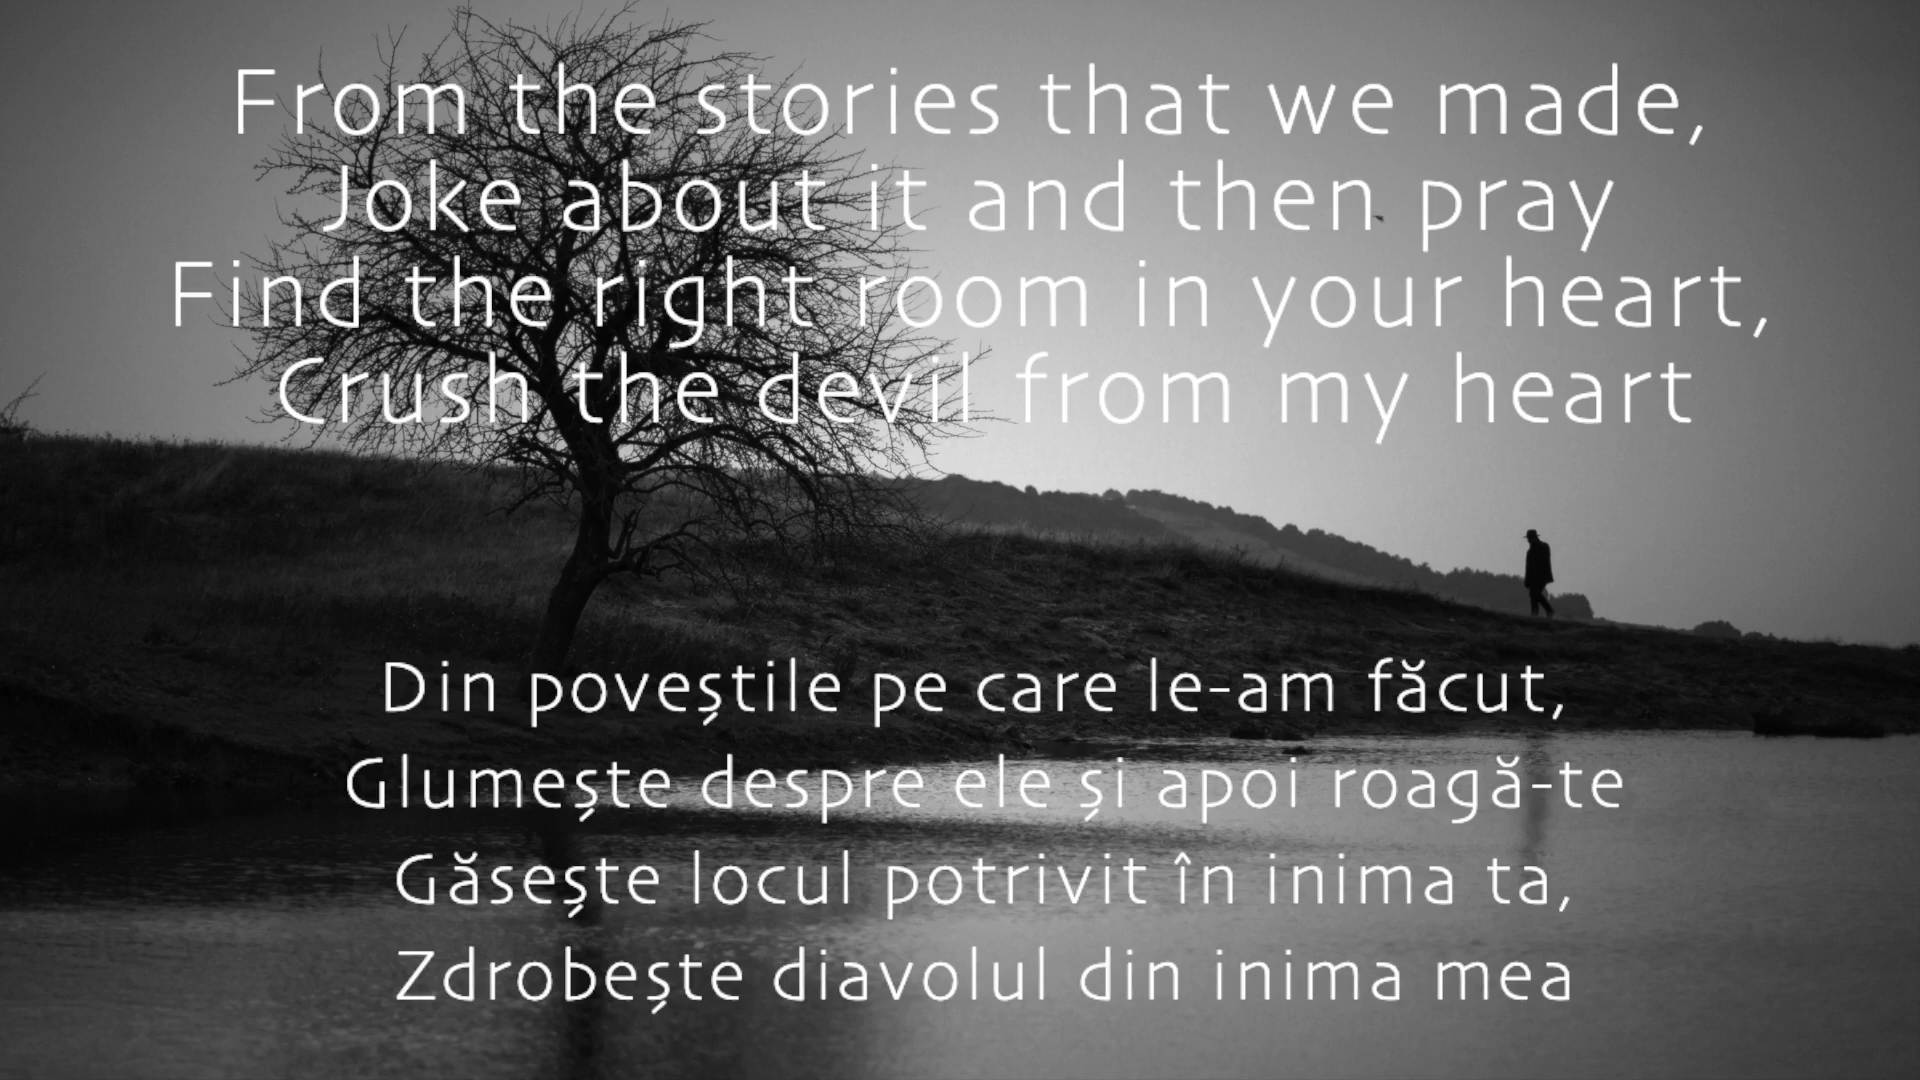 From the stories that we made,
Joke about it and then pray
Find the right room in your heart,
Crush the devil from my heart
Din poveștile pe care le-am făcut,
Glumește despre ele și apoi roagă-te
Găsește locul potrivit în inima ta,
Zdrobește diavolul din inima mea